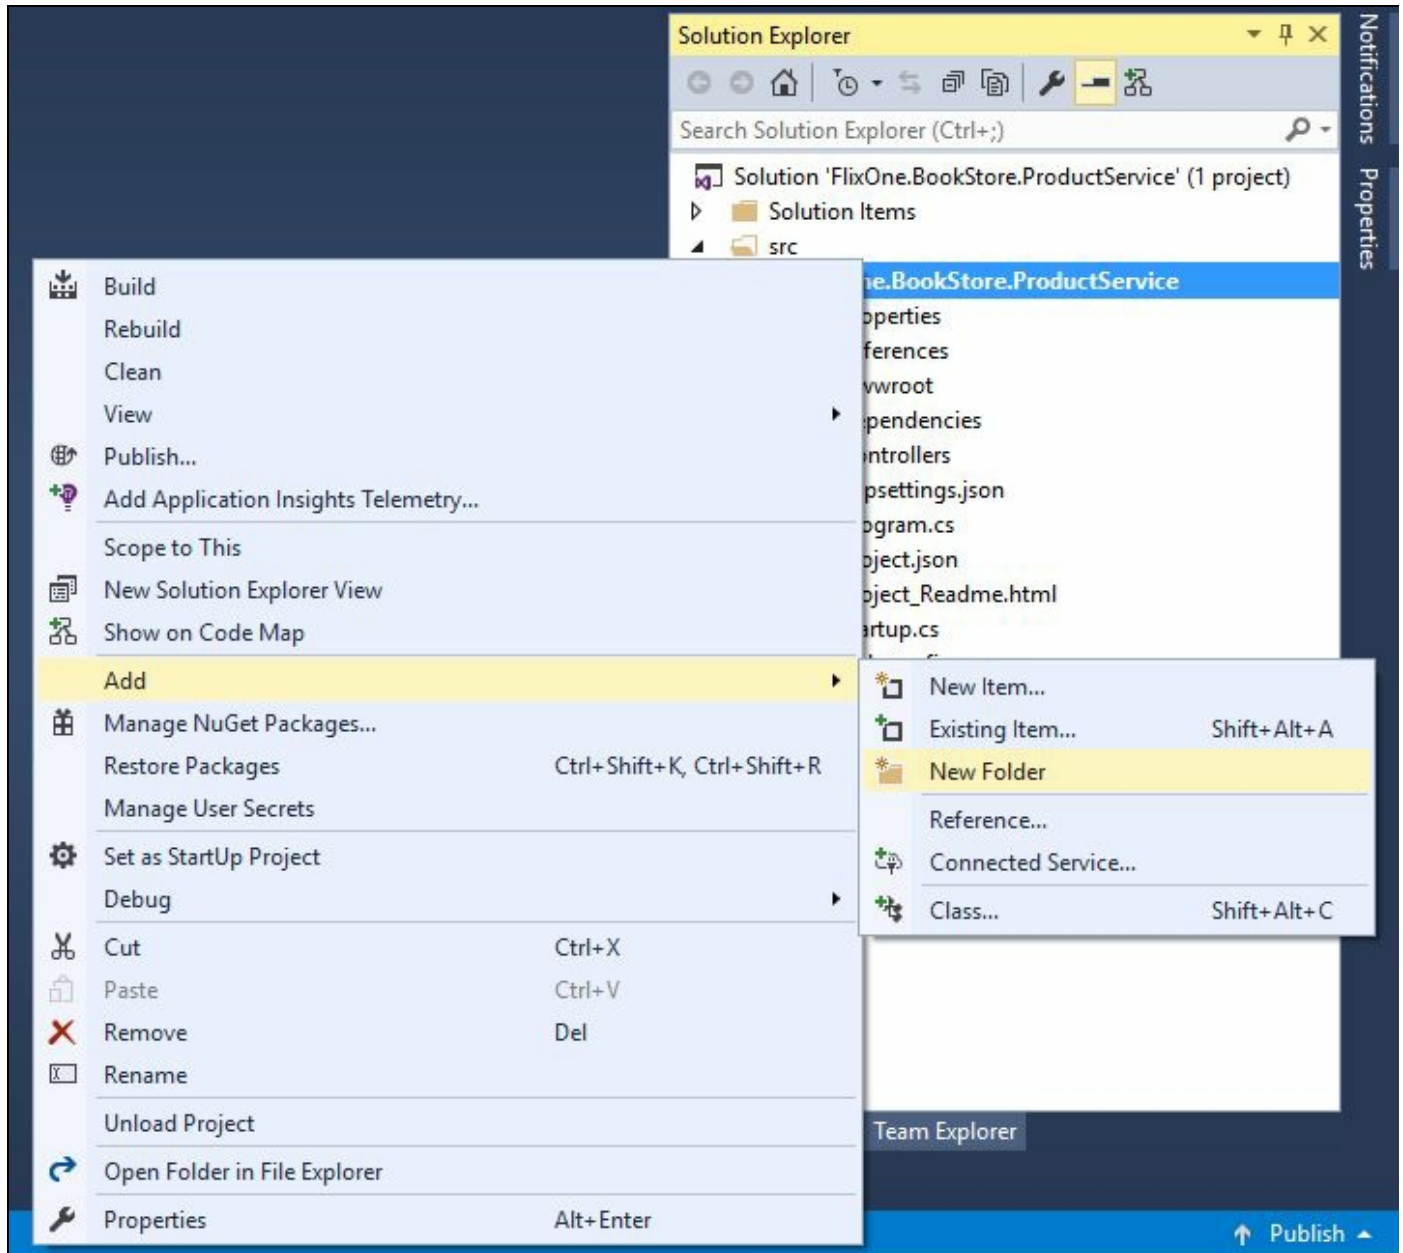 Solution Explorer
Search Solution Explorer (Ctrl+;)
Solution 'FlixOne.BookStore.ProductService' (1 project)
Solution Items
src
ne.BookStore.ProductService
operties
ferences
wwroot
pendencies
ntrollers
psettings.json
ogram.cs
oject.json
oject_Readme.html
artup.cs
Build
Rebuild
Clean
View
Publish...
Add Application Insights Telemetry...
Scope to This
New Solution Explorer View
Show on Code Map
Add
Manage NuGet Packages...
Restore Packages Ctrl+Shift+K, Ctrl+Shift+R
Manage User Secrets
Set as StartUp Project
Debug
Cut Ctrl+X
Paste Ctrl+V
Remove Del
Rename
Unload Project
Open Folder in File Explorer
Properties Alt+Enter
New Item...
Existing Item... Shift+Alt+A
New Folder
Reference...
Connected Service...
Class... Shift+Alt+C
Team Explorer
Publish
Notifications
Properties